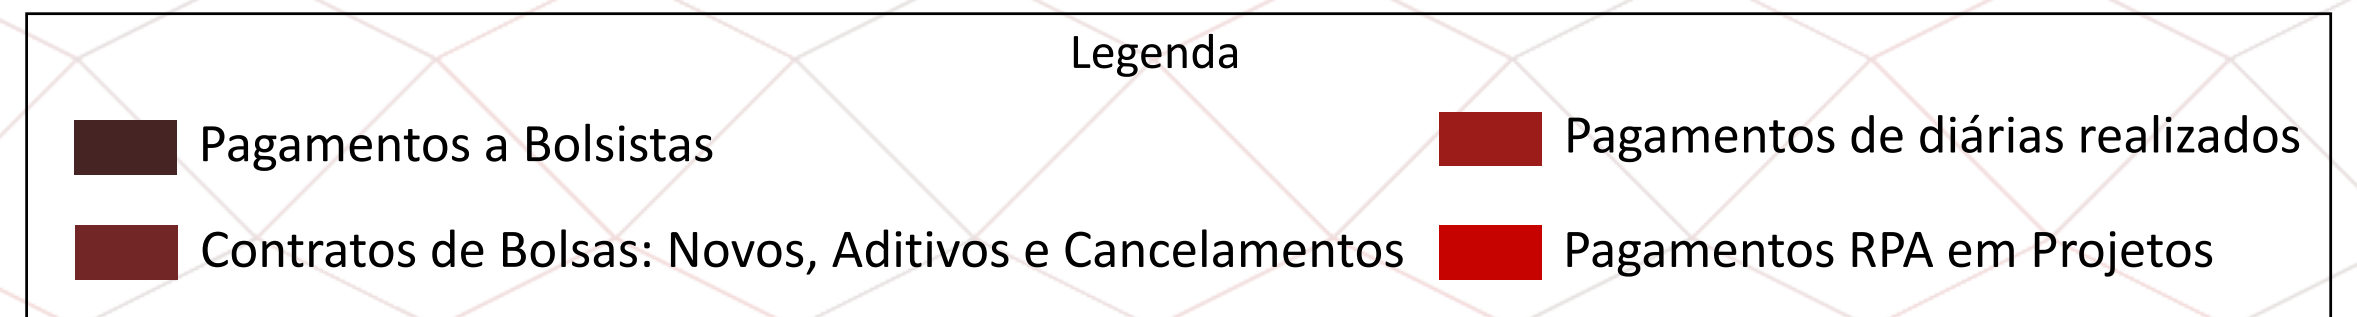 Legenda
Pagamentos a Bolsistas
Pagamentos de diárias realizados
Contratos de Bolsas: Novos, Aditivos e Cancelamentos
Pagamentos RPA em Projetos